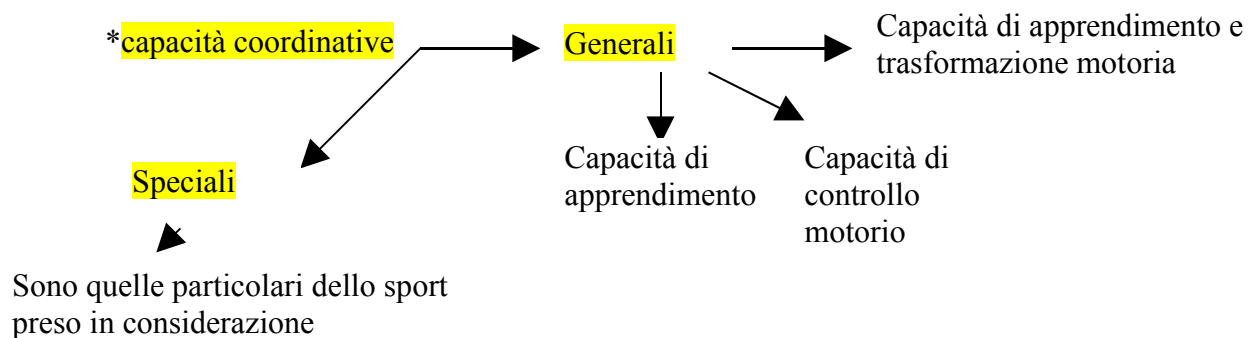 *capacità coordinative
Generali
Capacità di apprendimento e
trasformazione motoria
Capacità di
apprendimento
Capacità di
controllo
motorio
Speciali
Sono quelle particolari dello sport
preso in considerazione